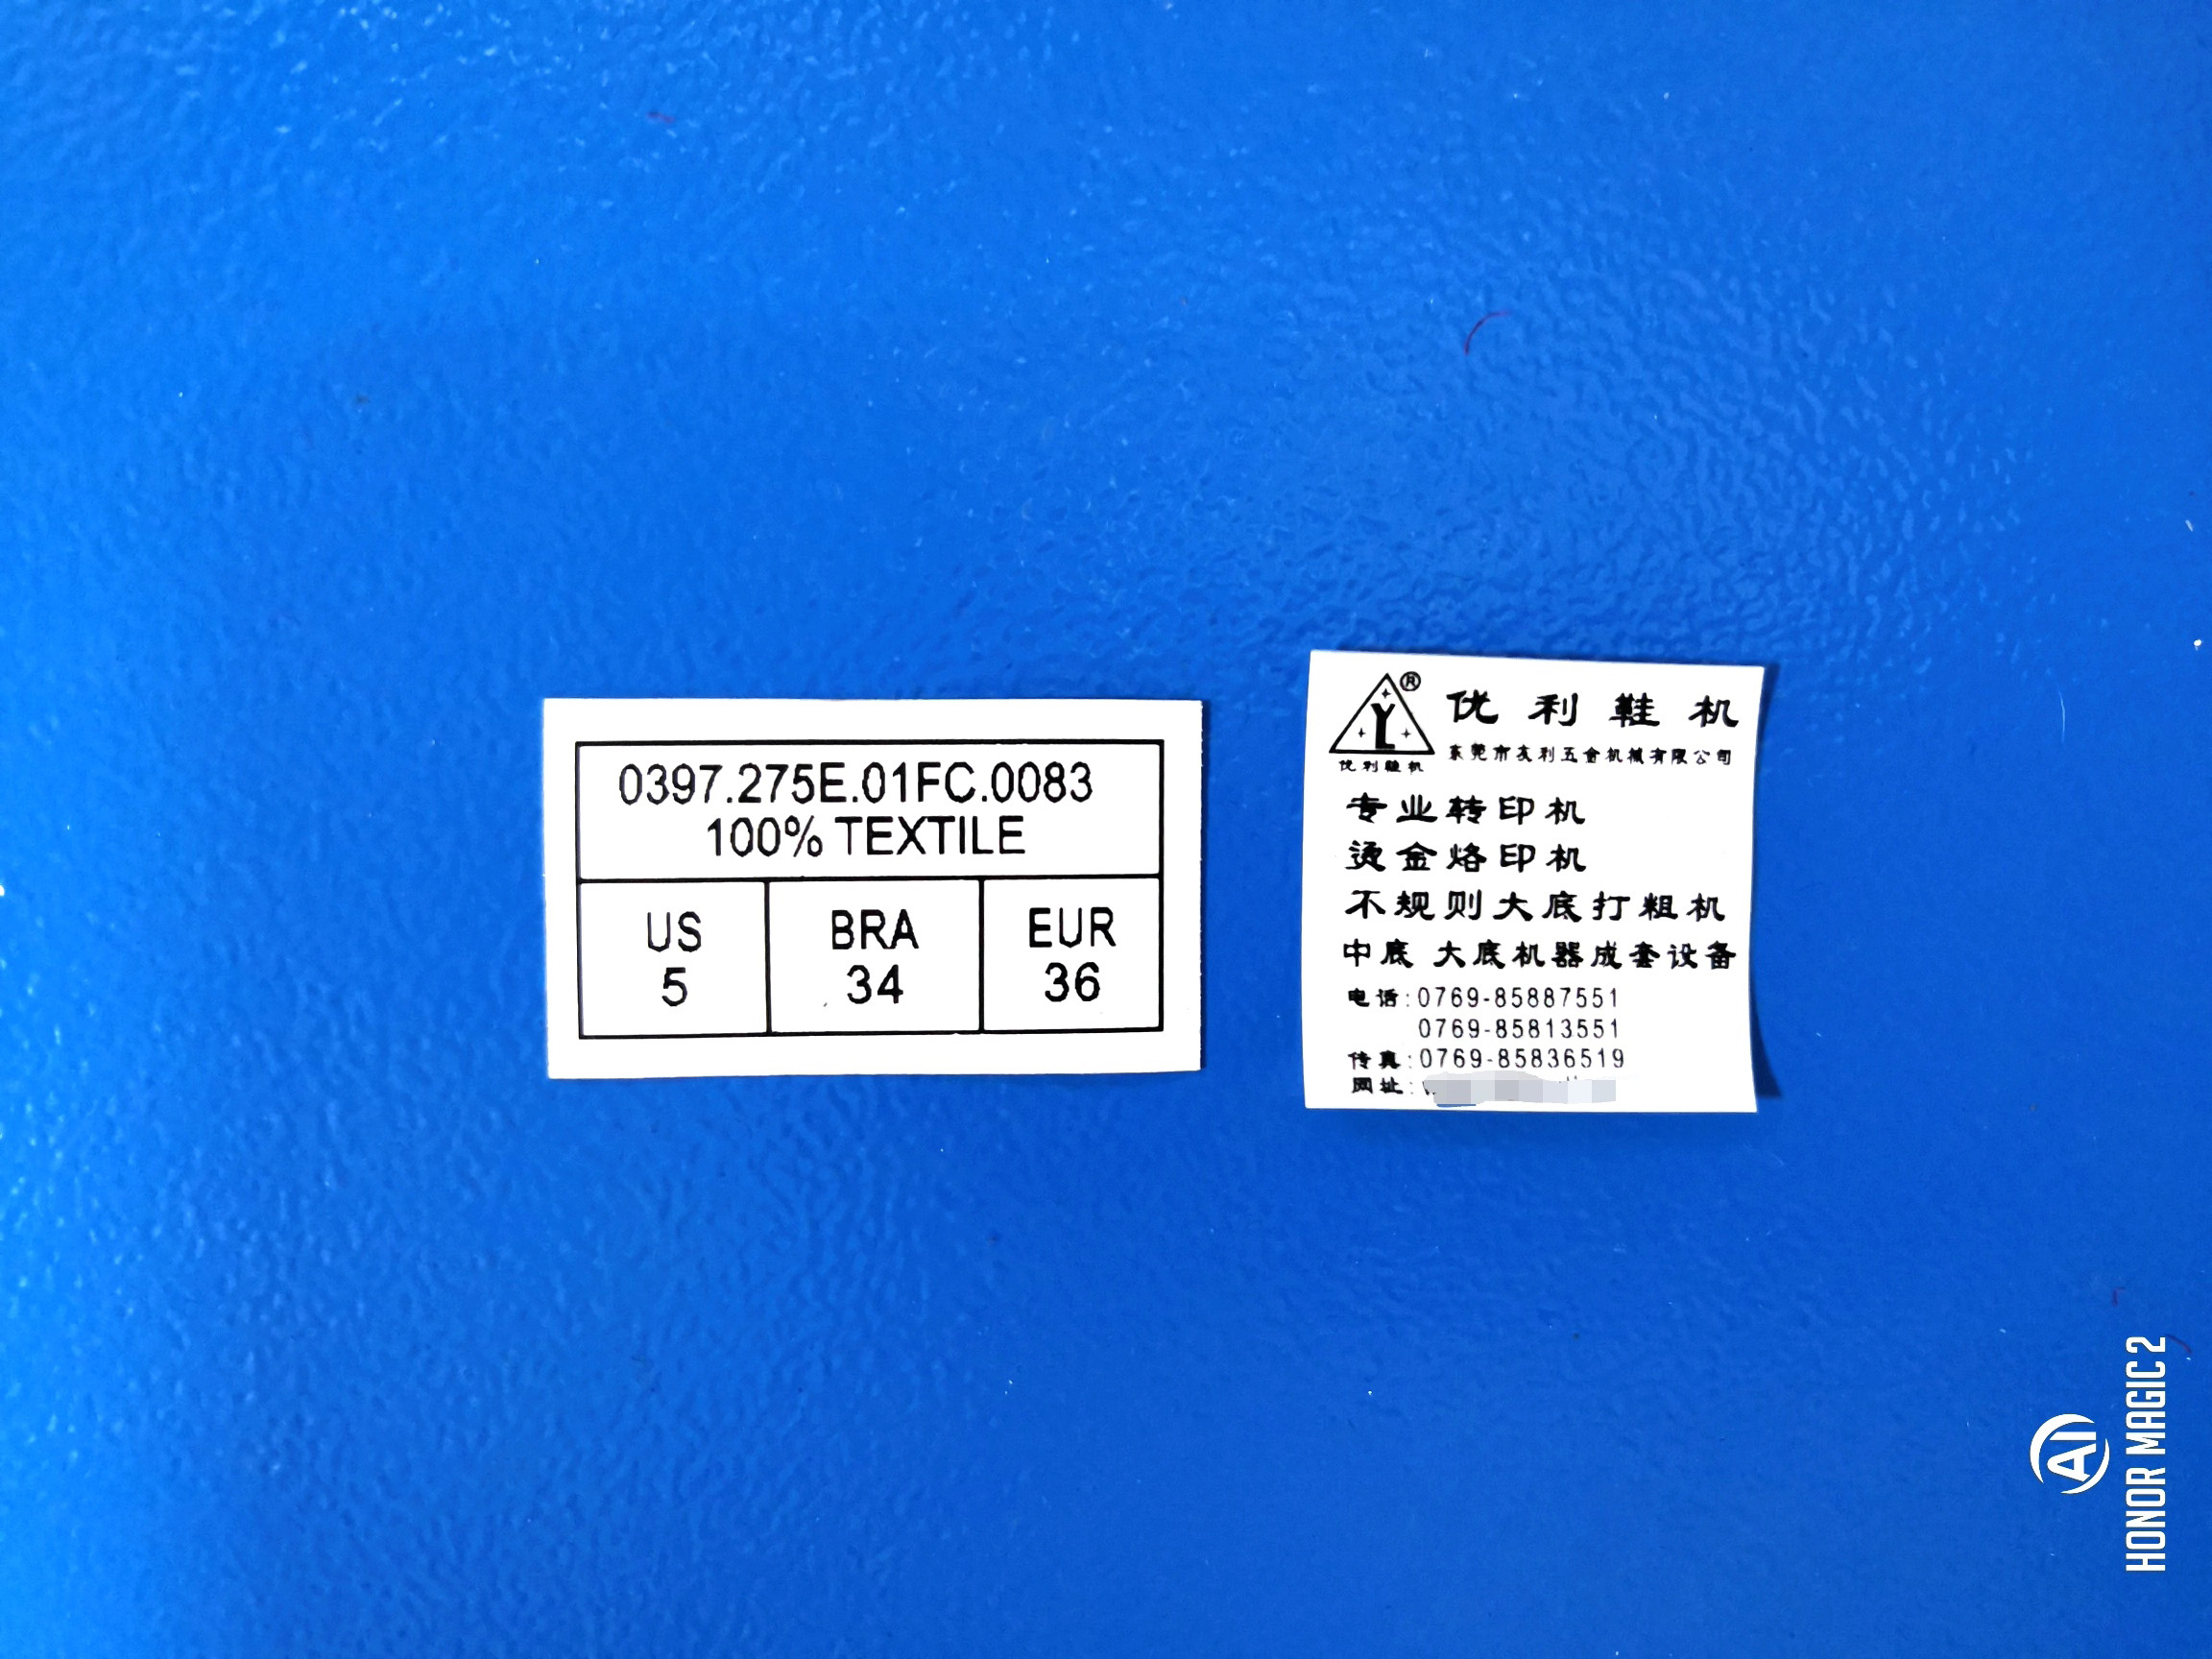 0397.275E.01FC.0083
100% TEXTILE
US
5
BRA
34
EUR
36
®
Y
优利鞋机
优利鞋机
东莞市友利五金机械有限公司
专业转印机
烫金烙印机
不规则大底打粗机
中底 大底机器成套设备
电话:0769-85887551
0769-85813551
传真:0769-85836519
网址:
AI
HONOR MAGIC 2